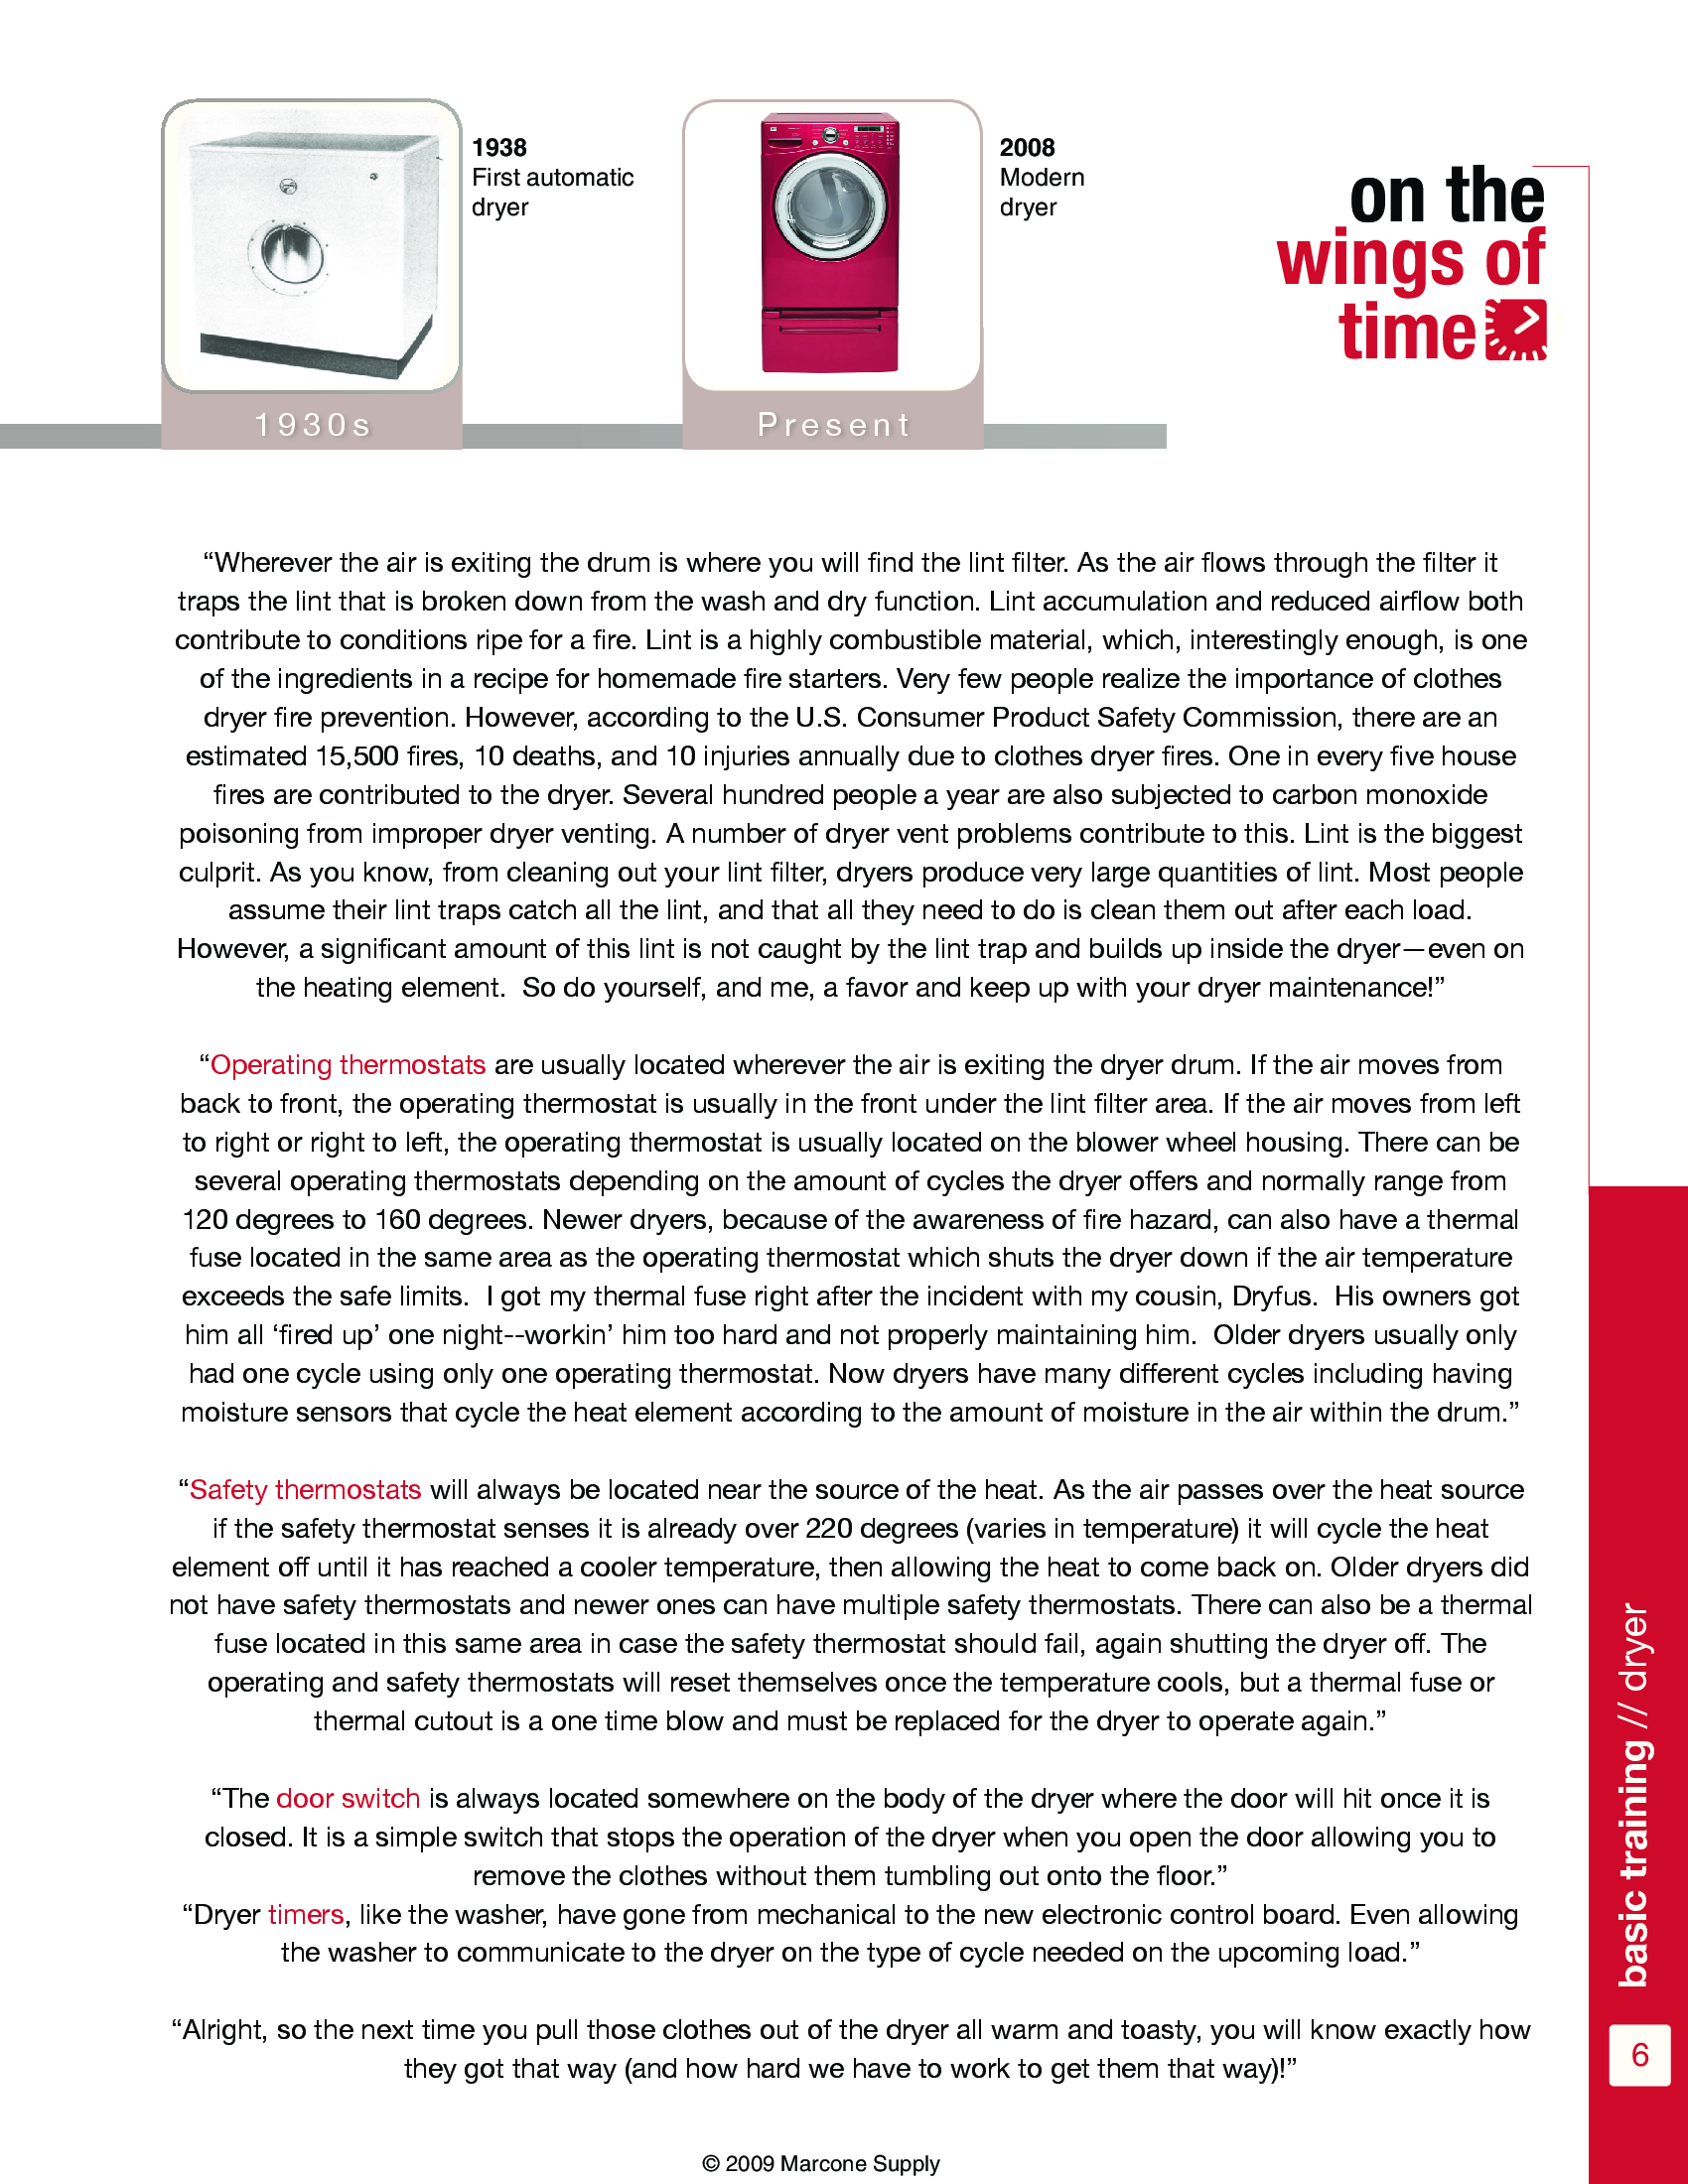 1938
First automatic
dryer
2008
Modern
dryer
on the
wings of
time
1930s
Present
“Wherever the air is exiting the drum is where you will find the lint filter. As the air flows through the filter it
traps the lint that is broken down from the wash and dry function. Lint accumulation and reduced airflow both
contribute to conditions ripe for a fire. Lint is a highly combustible material, which, interestingly enough, is one
of the ingredients in a recipe for homemade fire starters. Very few people realize the importance of clothes
dryer fire prevention. However, according to the U.S. Consumer Product Safety Commission, there are an
estimated 15,500 fires, 10 deaths, and 10 injuries annually due to clothes dryer fires. One in every five house
fires are contributed to the dryer. Several hundred people a year are also subjected to carbon monoxide
poisoning from improper dryer venting. A number of dryer vent problems contribute to this. Lint is the biggest
culprit. As you know, from cleaning out your lint filter, dryers produce very large quantities of lint. Most people
assume their lint traps catch all the lint, and that all they need to do is clean them out after each load.
However, a significant amount of this lint is not caught by the lint trap and builds up inside the dryer—even on
the heating element.  So do yourself, and me, a favor and keep up with your dryer maintenance!”
“Operating thermostats are usually located wherever the air is exiting the dryer drum. If the air moves from
back to front, the operating thermostat is usually in the front under the lint filter area. If the air moves from left
to right or right to left, the operating thermostat is usually located on the blower wheel housing. There can be
several operating thermostats depending on the amount of cycles the dryer offers and normally range from
120 degrees to 160 degrees. Newer dryers, because of the awareness of fire hazard, can also have a thermal
fuse located in the same area as the operating thermostat which shuts the dryer down if the air temperature
exceeds the safe limits.  I got my thermal fuse right after the incident with my cousin, Dryfus.  His owners got
him all ‘fired up’ one night--workin’ him too hard and not properly maintaining him.  Older dryers usually only
had one cycle using only one operating thermostat. Now dryers have many different cycles including having
moisture sensors that cycle the heat element according to the amount of moisture in the air within the drum.”
“Safety thermostats will always be located near the source of the heat. As the air passes over the heat source
if the safety thermostat senses it is already over 220 degrees (varies in temperature) it will cycle the heat
element off until it has reached a cooler temperature, then allowing the heat to come back on. Older dryers did
not have safety thermostats and newer ones can have multiple safety thermostats. There can also be a thermal
fuse located in this same area in case the safety thermostat should fail, again shutting the dryer off. The
operating and safety thermostats will reset themselves once the temperature cools, but a thermal fuse or
thermal cutout is a one time blow and must be replaced for the dryer to operate again.”
“The door switch is always located somewhere on the body of the dryer where the door will hit once it is
closed. It is a simple switch that stops the operation of the dryer when you open the door allowing you to
remove the clothes without them tumbling out onto the floor.”
“Dryer timers, like the washer, have gone from mechanical to the new electronic control board. Even allowing
the washer to communicate to the dryer on the type of cycle needed on the upcoming load.”
“Alright, so the next time you pull those clothes out of the dryer all warm and toasty, you will know exactly how
they got that way (and how hard we have to work to get them that way)!”
basic training // dryer
6
© 2009 Marcone Supply